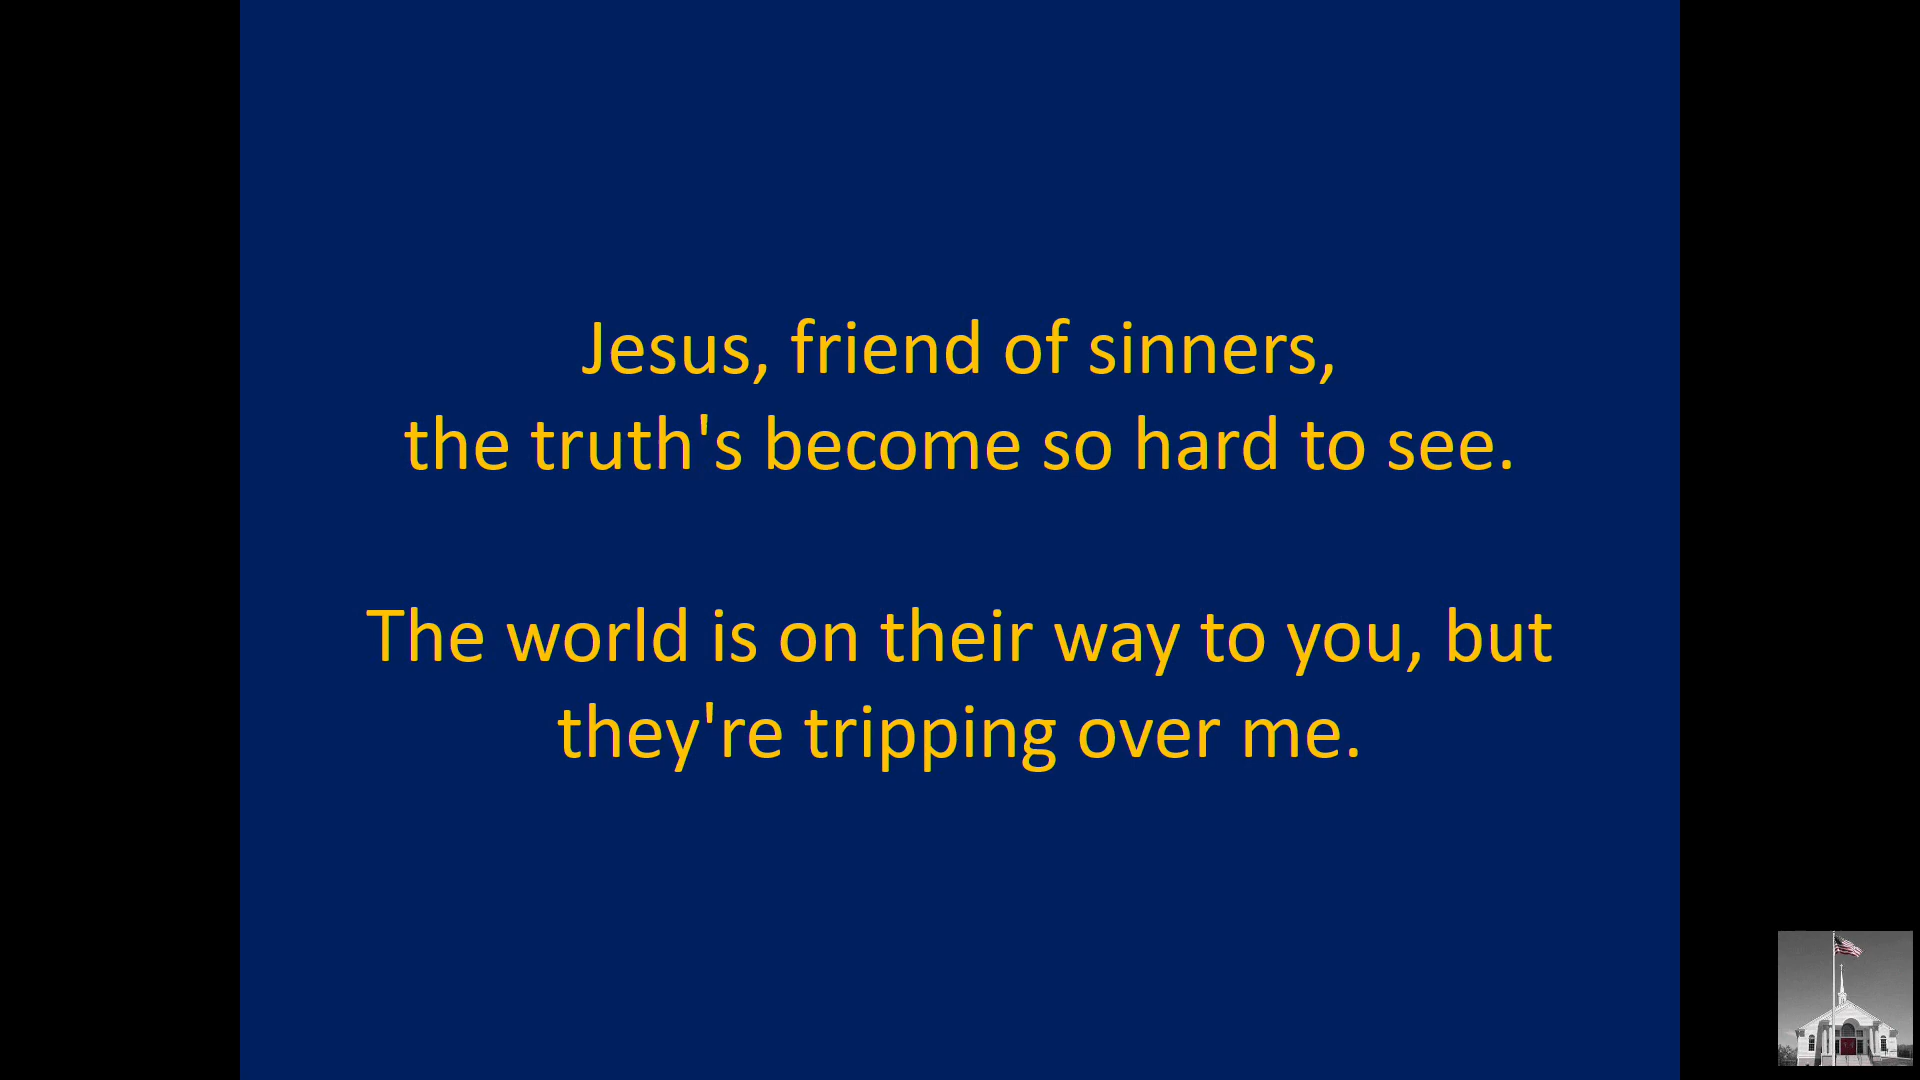 Jesus, friend of sinners,
the truth's become so hard to see.
The world is on their way to you, but
they're tripping over me.